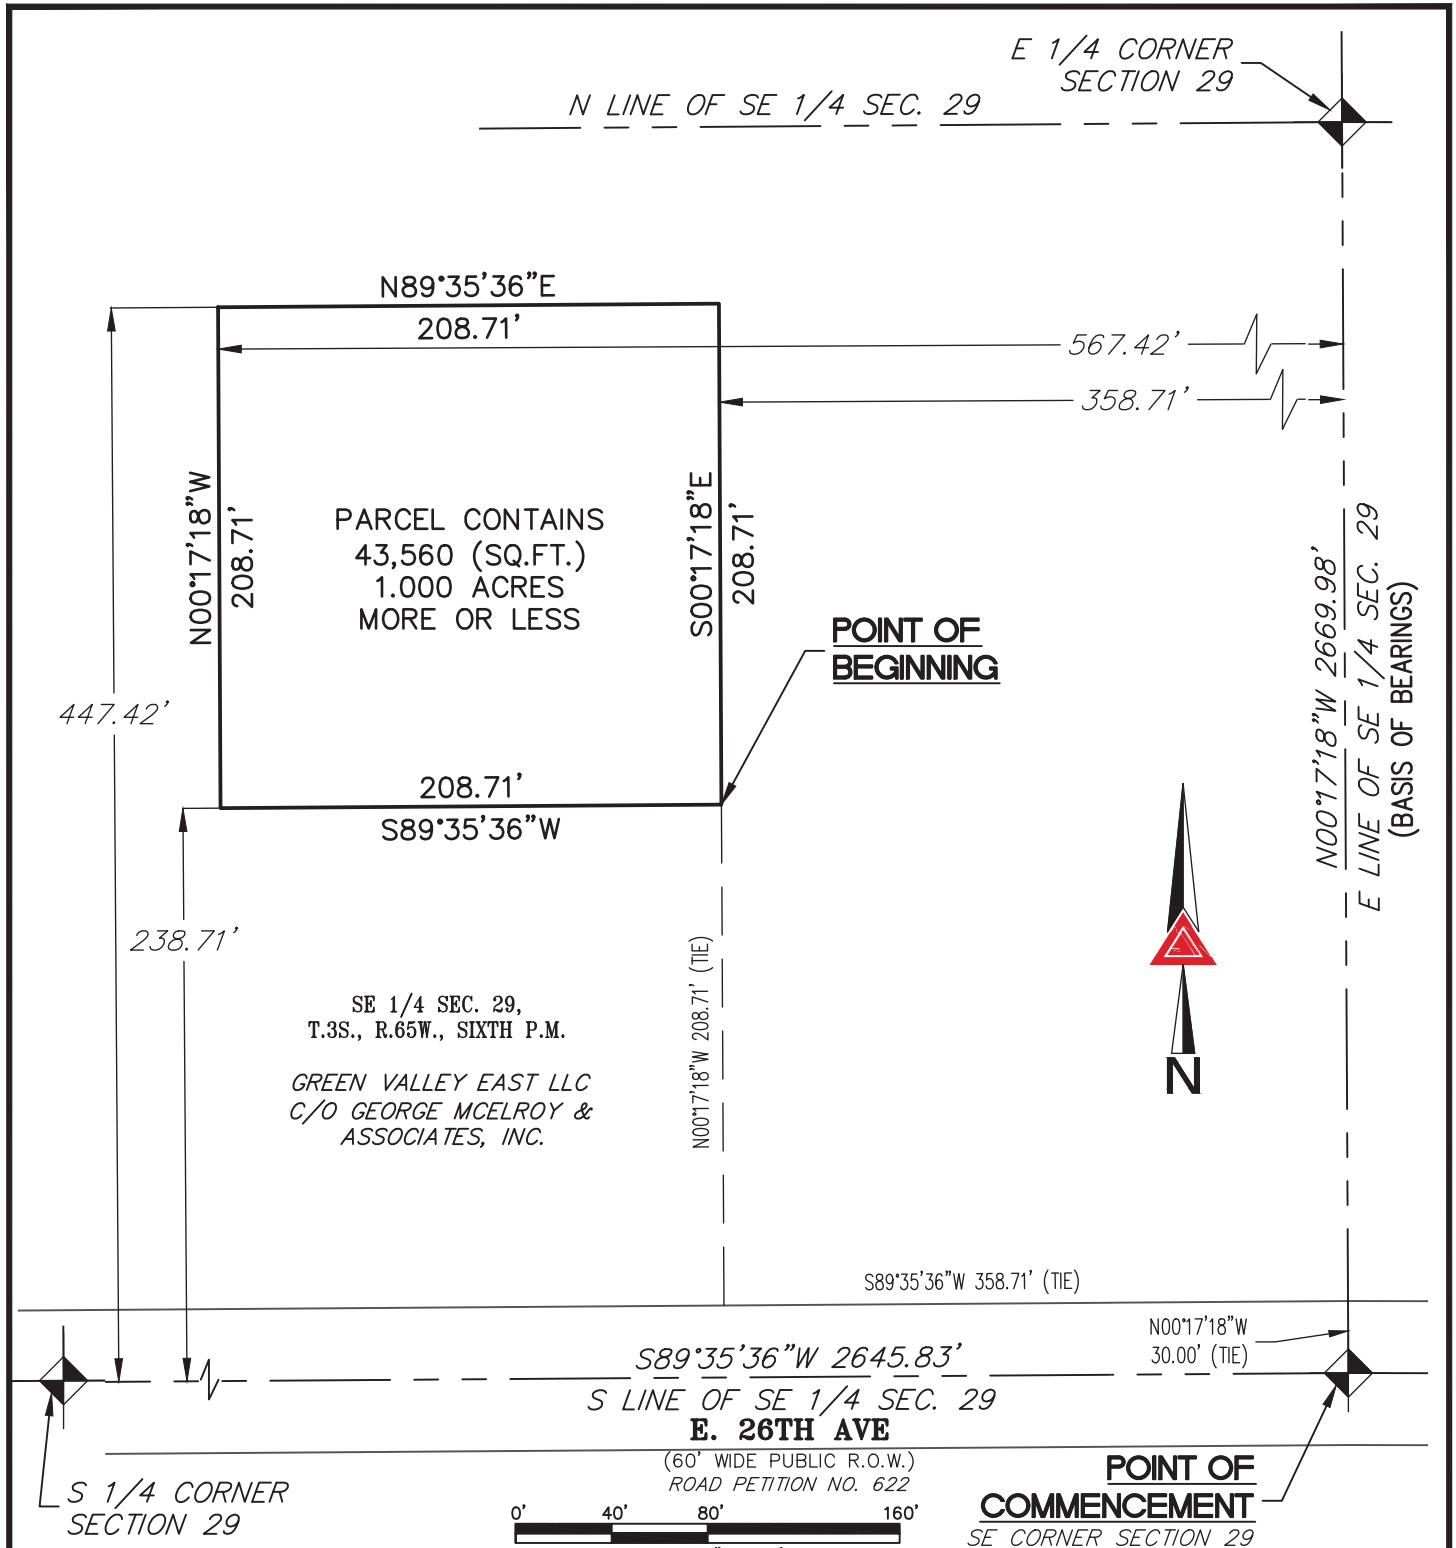 E 1/4 CORNER
SECTION 29
N LINE OF SE 1/4 SEC. 29
N89°35'36"E
208.71'
567.42'
358.71'
N00°17'18"W
208.71'
PARCEL CONTAINS
43,560 (SQ.FT.)
1.000 ACRES
MORE OR LESS
S00°17'18"E
208.71'
POINT OF
BEGINNING
N00°17'18"W 2669.98'
E LINE OF SE 1/4 SEC. 29
(BASIS OF BEARINGS)
447.42'
208.71'
S89°35'36"W
238.71'
N00°17'18"W 208.71' (TIE)
SE 1/4 SEC. 29,
T.3S., R.65W., SIXTH P.M.
GREEN VALLEY EAST LLC
C/O GEORGE MCELROY &
ASSOCIATES, INC.
N
S89°35'36"W 358.71' (TIE)
N00°17'18"W
30.00' (TIE)
S89°35'36"W 2645.83'
S LINE OF SE 1/4 SEC. 29
E. 26TH AVE
(60' WIDE PUBLIC R.O.W.)
ROAD PETITION NO. 622
POINT OF
COMMENCEMENT
SE CORNER SECTION 29
S 1/4 CORNER
SECTION 29
0' 40' 80' 160'